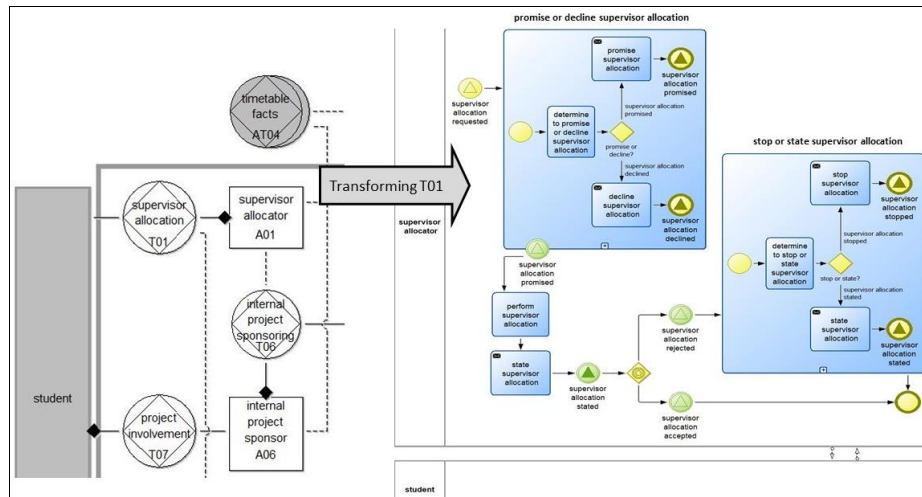 timetable
facts
AT04
student
supervisor
allocation
T01
supervisor
allocator
A01
internal
project
sponsoring
T06
project
involvement
T07
internal
project
sponsor
A06
Transforming T01
supervisor
allocator
promise or decline supervisor allocation
supervisor
allocation
requested
determine
to promise
or decline
supervisor
allocation
promise
supervisor
allocation
supervisor
allocation
promised
supervisor allocation
promised
promise or
decline?
supervisor allocation
declined
decline
supervisor
allocation
supervisor
allocation
declined
supervisor
allocation
promised
perform
supervisor
allocation
state
supervisor
allocation
supervisor
allocation
stated
supervisor
allocation
rejected
supervisor
allocation
accepted
stop or state supervisor allocation
determine
to stop or
state
supervisor
allocation
stop
supervisor
allocation
supervisor
allocation
stopped
supervisor allocation
stopped
stop or state?
supervisor allocation
stated
state
supervisor
allocation
supervisor
allocation
stated
student